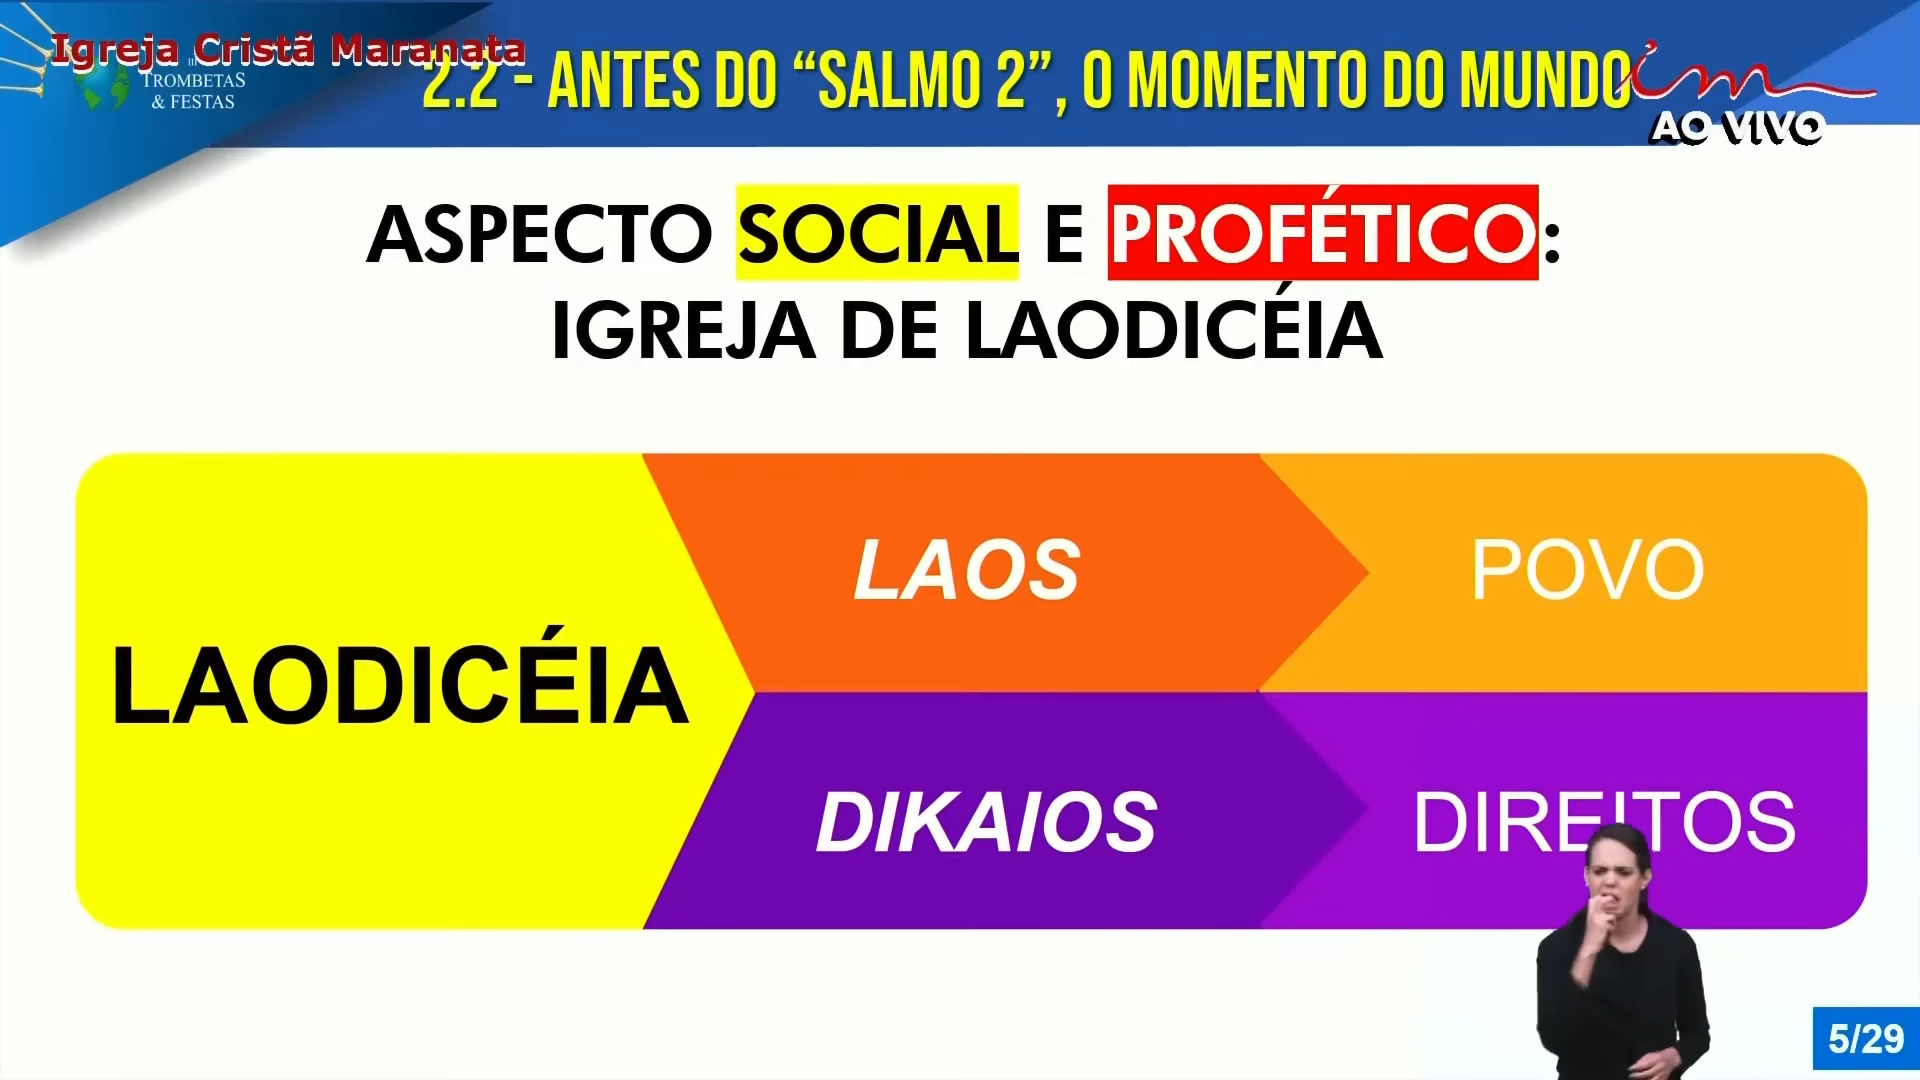 Igreja Cristã Maranata
TROMBETAS
& FESTAS
2.2 - ANTES DO “SALMO 2”, O MOMENTO DO MUNDO
AO VIVO
ASPECTO SOCIAL E PROFÉTICO:
IGREJA DE LAODICÉIA
LAODICÉIA
LAOS
POVO
DIKAIOS
DIREITOS
5/29